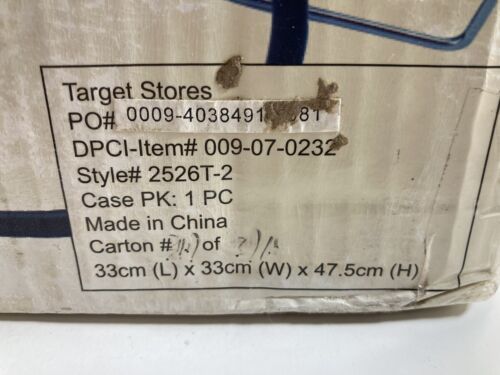 Target Stores
PO#
DPCI-Item# 009-07-0232
Style# 2526T-2
Case PK: 1 PC
Made in China
Carton # of
33cm (L) x 33cm (W) x 47.5cm (H)